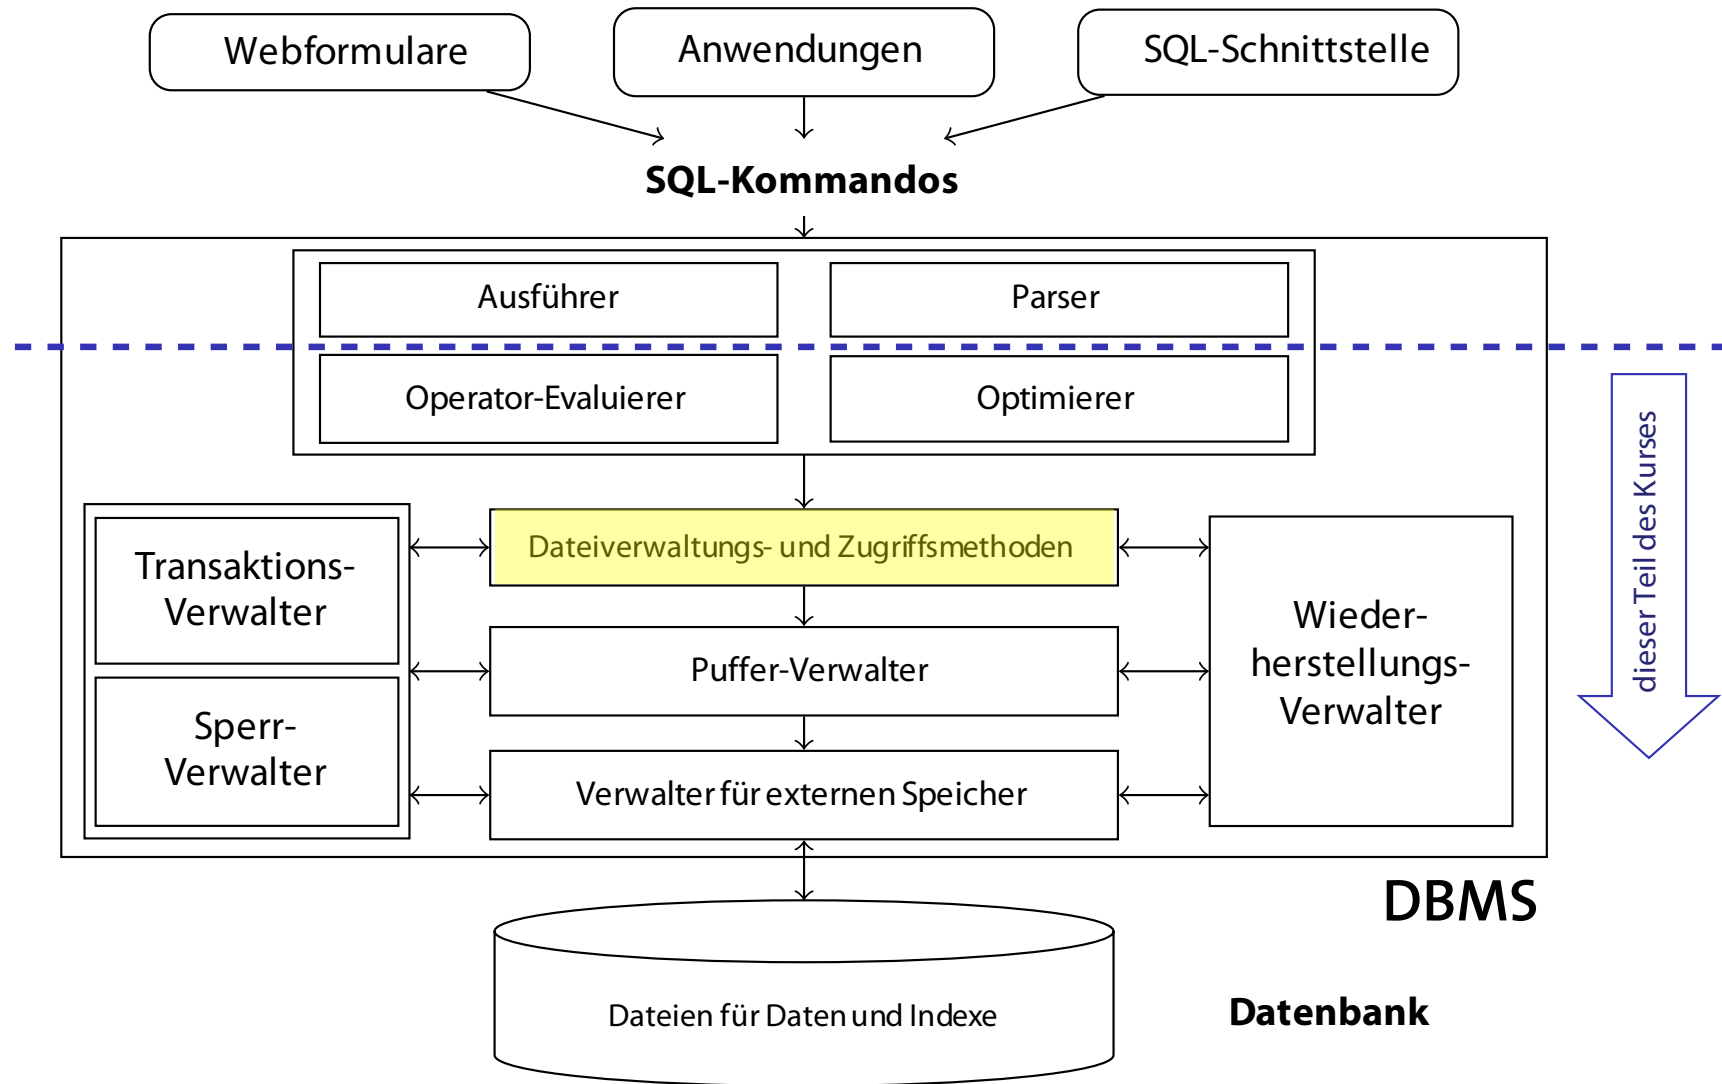 Webformulare
Anwendungen
SQL-Schnittstelle
SQL-Kommandos
Ausführer
Parser
Operator-Evaluierer
Optimierer
dieser Teil des Kurses
Transaktions-
Verwalter
Sperr-
Verwalter
Dateiverwaltungs- und Zugriffsmethoden
Puffer-Verwalter
Verwalter für externen Speicher
Wieder-
herstellungs-
Verwalter
DBMS
Dateien für Daten und Indexe
Datenbank